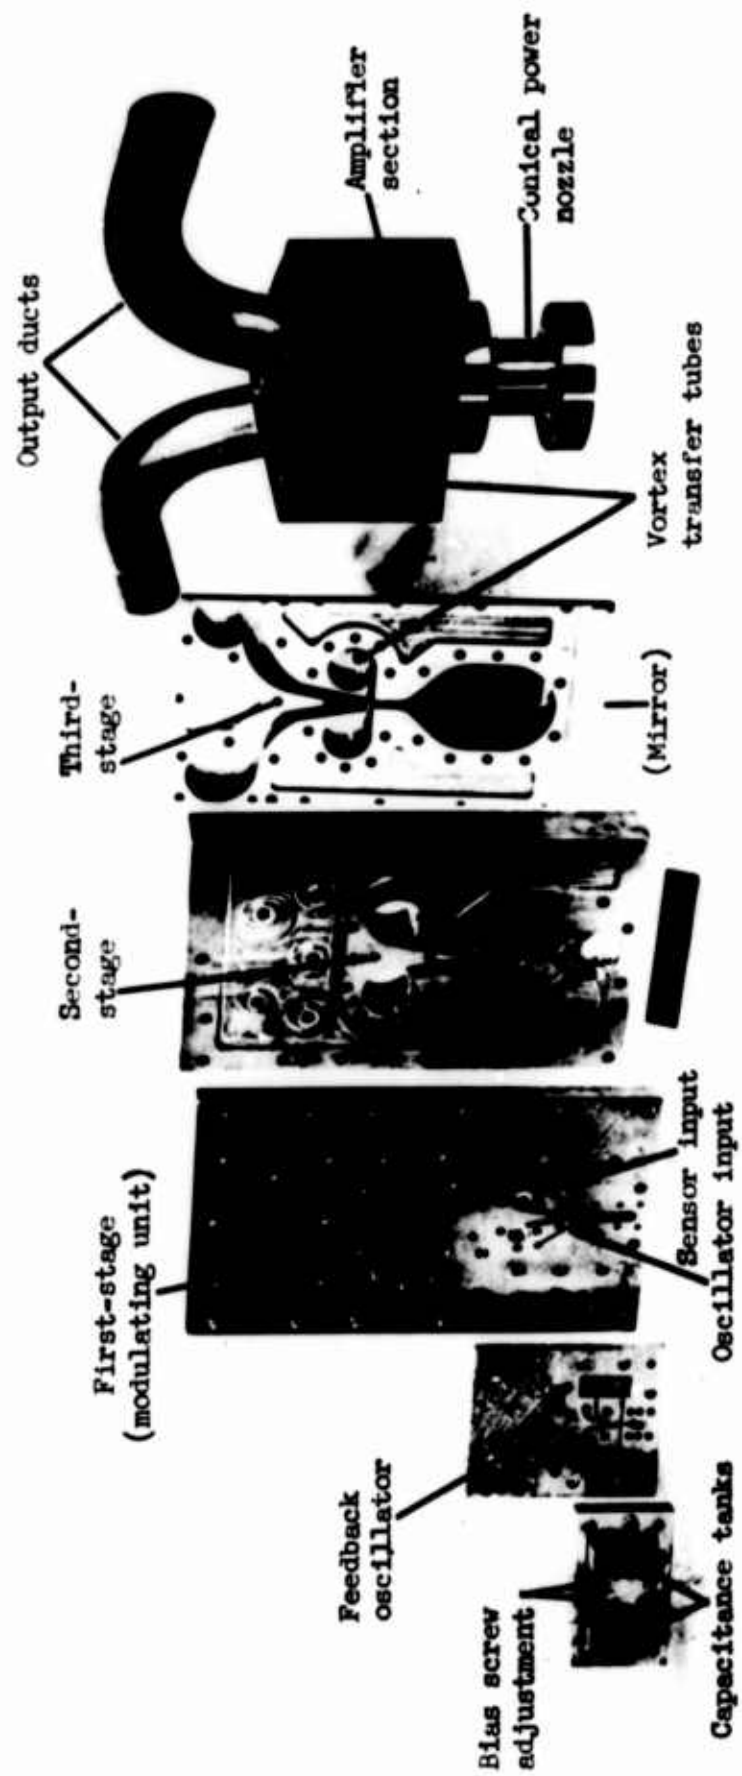 Output ducts
Amplifier
section
Conical power
nozzle
Vortex
transfer tubes
Third-
stage
(Mirror)
Second-
stage
First-stage
(modulating unit)
Sensor input
Oscillator input
Feedback
oscillator
Bias screw
adjustment
Capacitance tanks